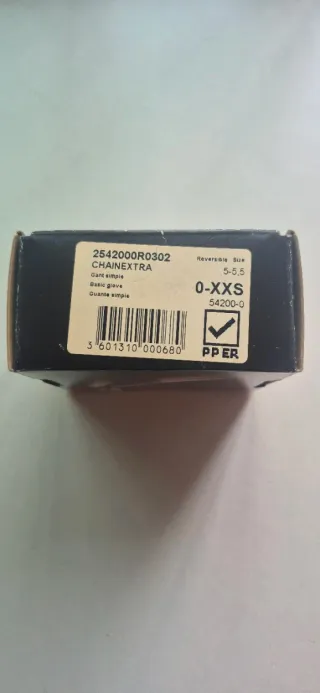 2542000R0302
CHAINEXTRA
Gant simple
Basic glove
Guante simple
Reversible Size
5-5,5
0-XXS
54200-0
PPER
3 601310 000680